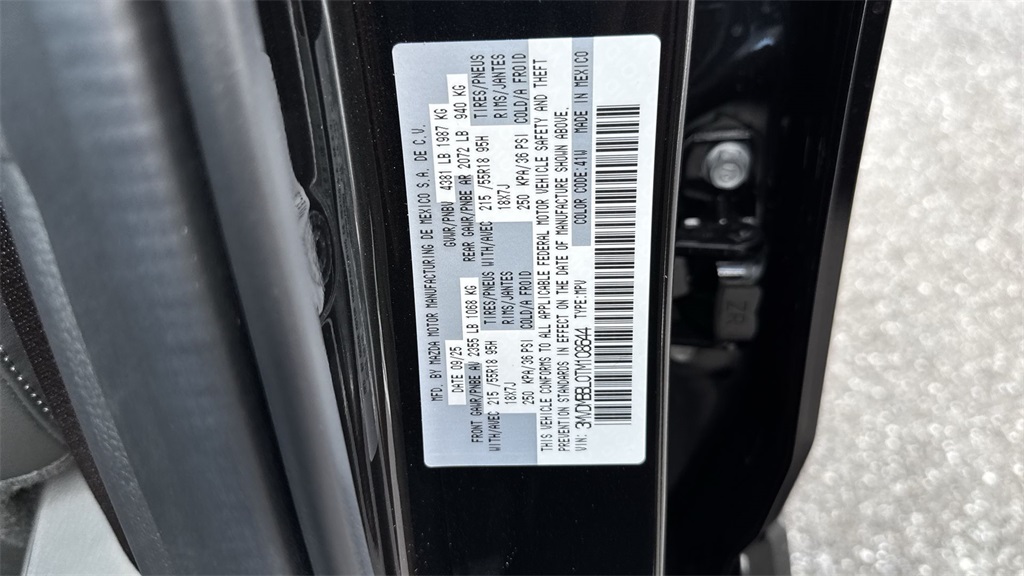 MFD. BY MAZDA MOTOR MANUFACTURING DE MEXICO S.A. DE C.V.
DATE 09/25 GVWR/PNBV 4381 LB 1987 KG
FRONT GAWR/PNBE AV 2355 LB 1068 KG REAR GAWR/PNBE AR 2072 LB 940 KG
WITH/AVEC 215 /55R18 95H TIRES/PNEUS WITH/AVEC 215 /55R18 95H TIRES/PNEUS
18X7J RIMS/JANTES 18X7J RIMS/JANTES
250 KPA/36 PSI COLD/A FROID 250 KPA/36 PSI COLD/A FROID
THIS VEHICLE CONFORMS TO ALL APPLICABLE FEDERAL MOTOR VEHICLE SAFETY AND THEFT
PREVENTION STANDARDS IN EFFECT ON THE DATE OF MANUFACTURE SHOWN ABOVE.
VIN: TYPE:MPV COLOR CODE:41W MADE IN MEXICO
ZR